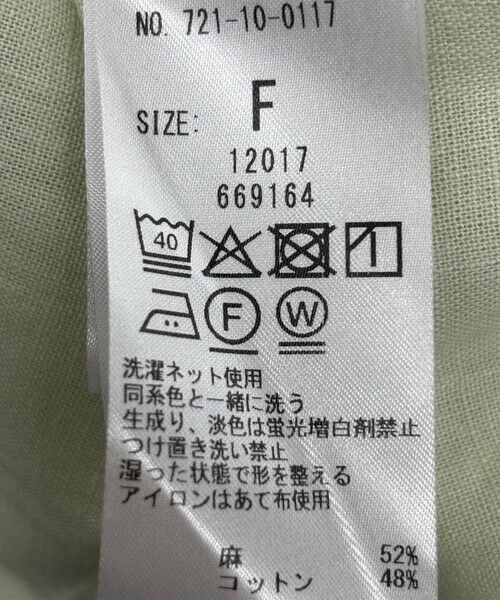 NO. 721-10-0117
SIZE: F
12017
669164
40
F W
洗濯ネット使用
同系色と一緒に洗う
生成り、淡色は蛍光増白剤禁止
つけ置き洗い禁止
湿った状態で形を整える
アイロンはあて布使用
麻 52%
コットン 48%